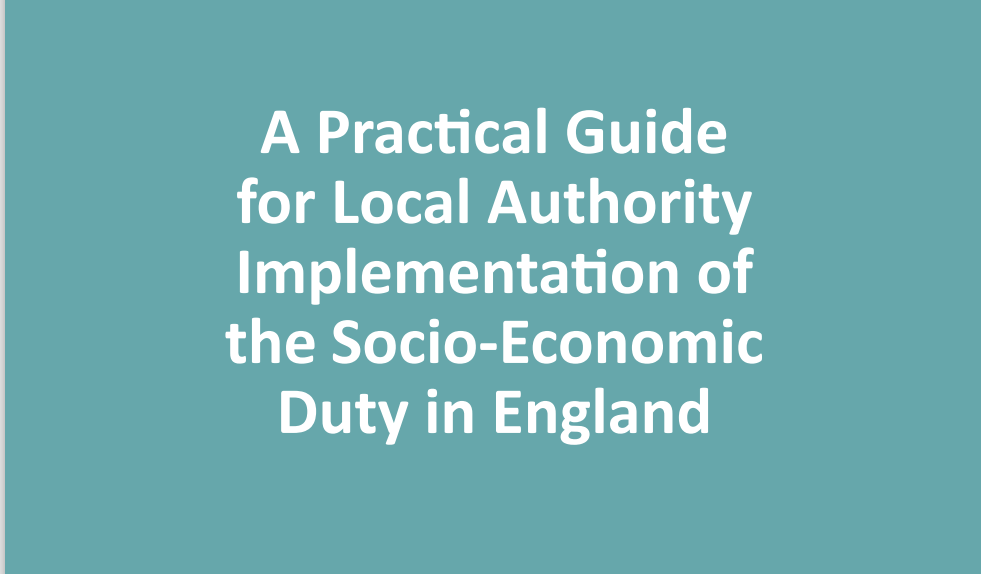 A Practical Guide
for Local Authority
Implementation of
the Socio-Economic
Duty in England